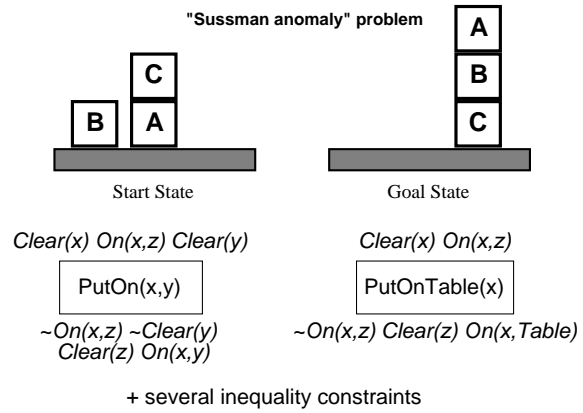 "Sussman anomaly" problem
C
B A
Start State
A
B
C
Goal State
Clear(x) On(x,z) Clear(y)
PutOn(x,y)
~On(x,z) ~Clear(y)
Clear(z) On(x,y)
Clear(x) On(x,z)
PutOnTable(x)
~On(x,z) Clear(z) On(x,Table)
+ several inequality constraints